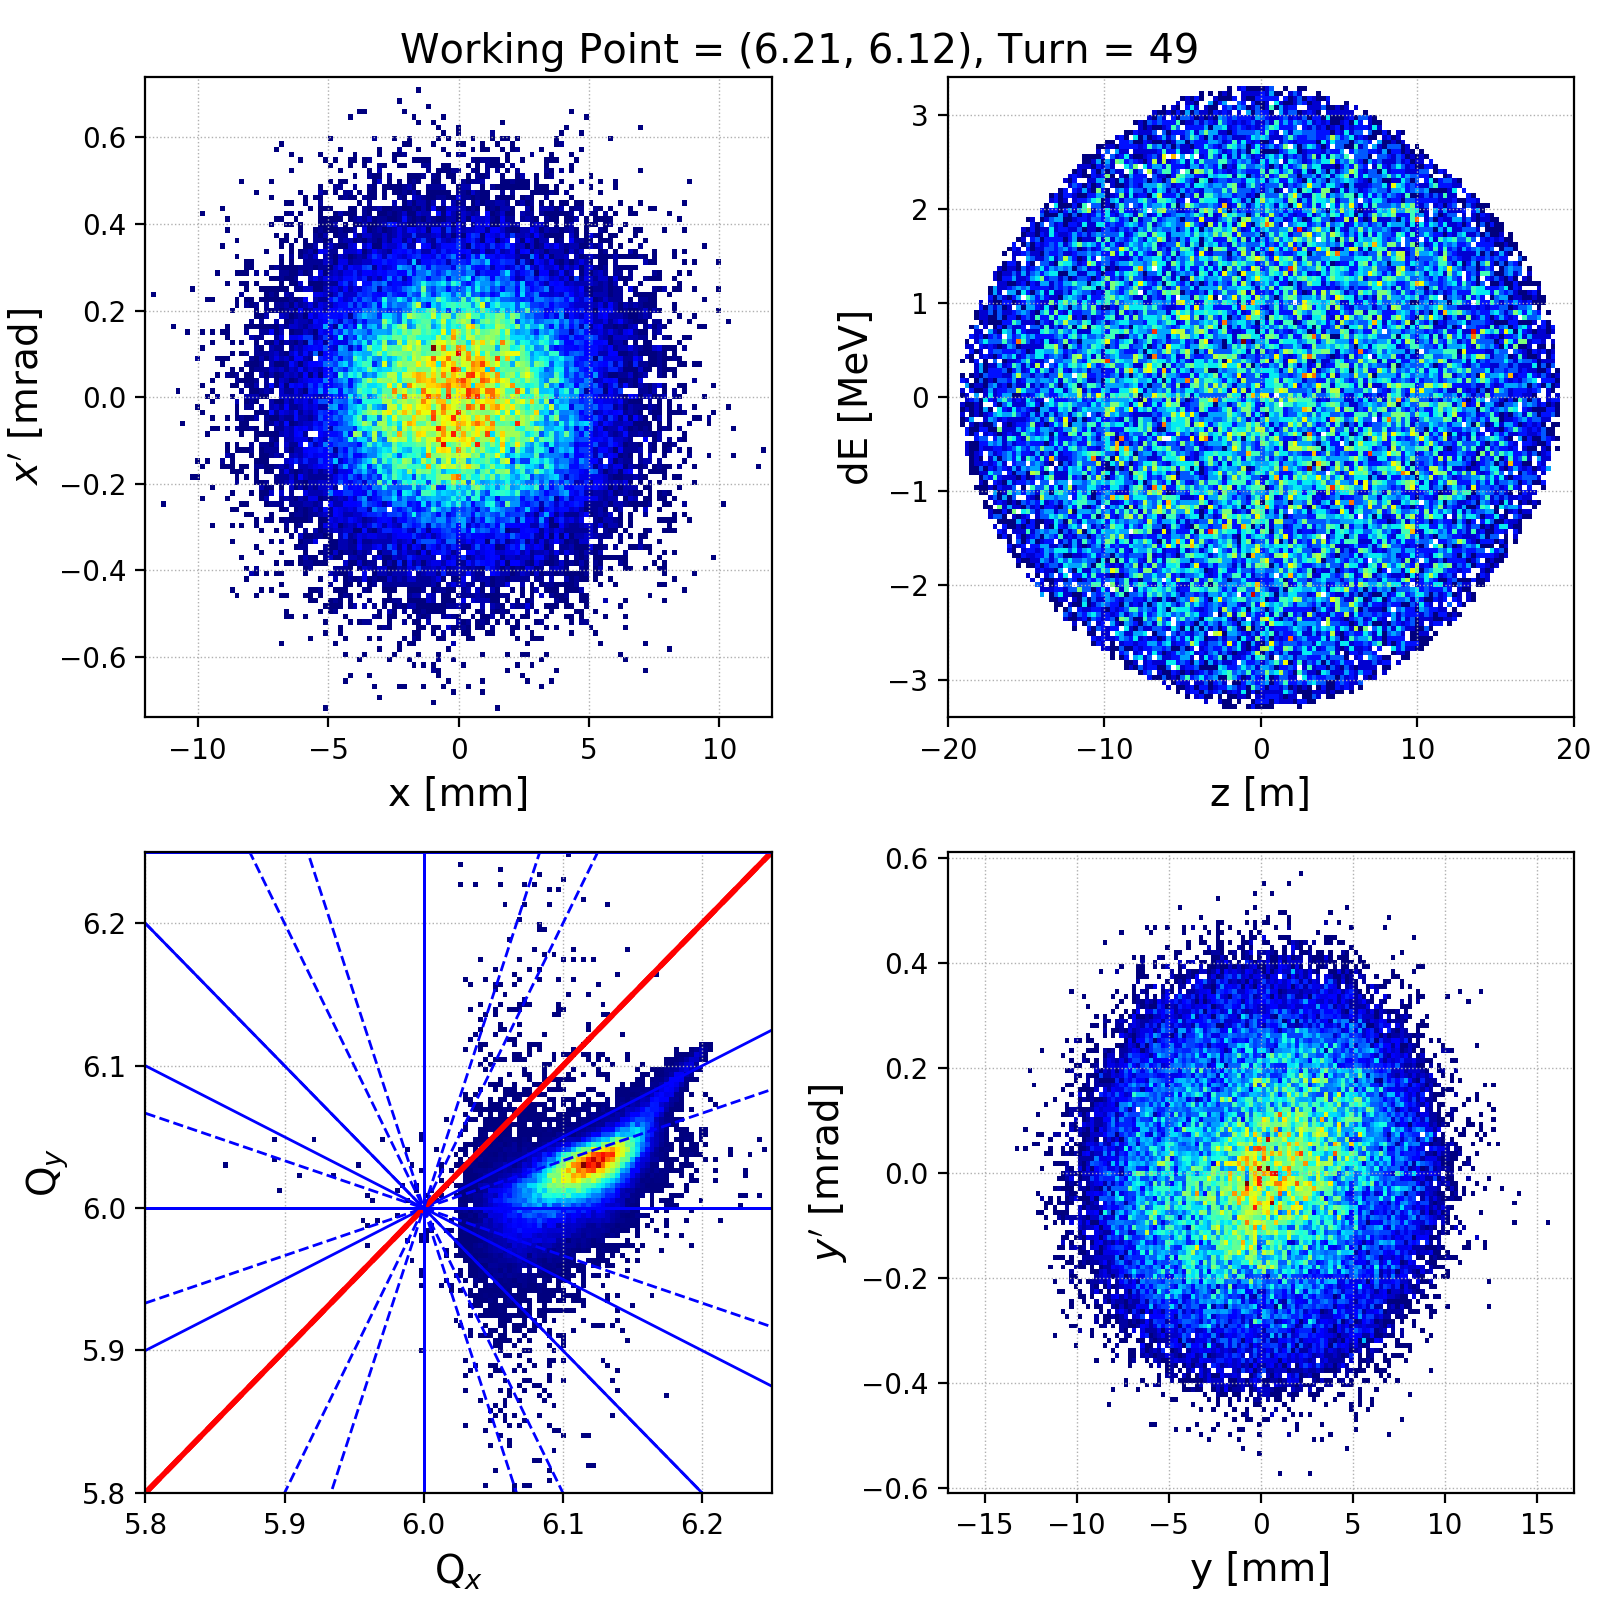 Working Point = (6.21, 6.12), Turn = 49
0.6
0.4
0.2
0.0
−0.2
−0.4
−0.6
x′ [mrad]
−10 −5 0 5 10
x [mm]
3
2
1
0
−1
−2
−3
dE [MeV]
−20 −10 0 10 20
z [m]
6.2
6.1
6.0
5.9
5.8
Qy
5.8 5.9 6.0 6.1 6.2
Qx
0.6
0.4
0.2
0.0
−0.2
−0.4
−0.6
y′ [mrad]
−15 −10 −5 0 5 10 15
y [mm]